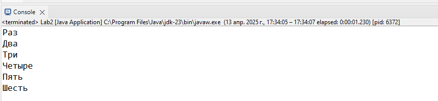 Console
<terminated> Lab2 [Java Application] C:\Program Files\Java\jdk-23\bin\javaw.exe (13 апр. 2025 г., 17:34:05 – 17:34:07 elapsed: 0:00:01.230) [pid: 6372]
Раз
Два
Три
Четыре
Пять
Шесть